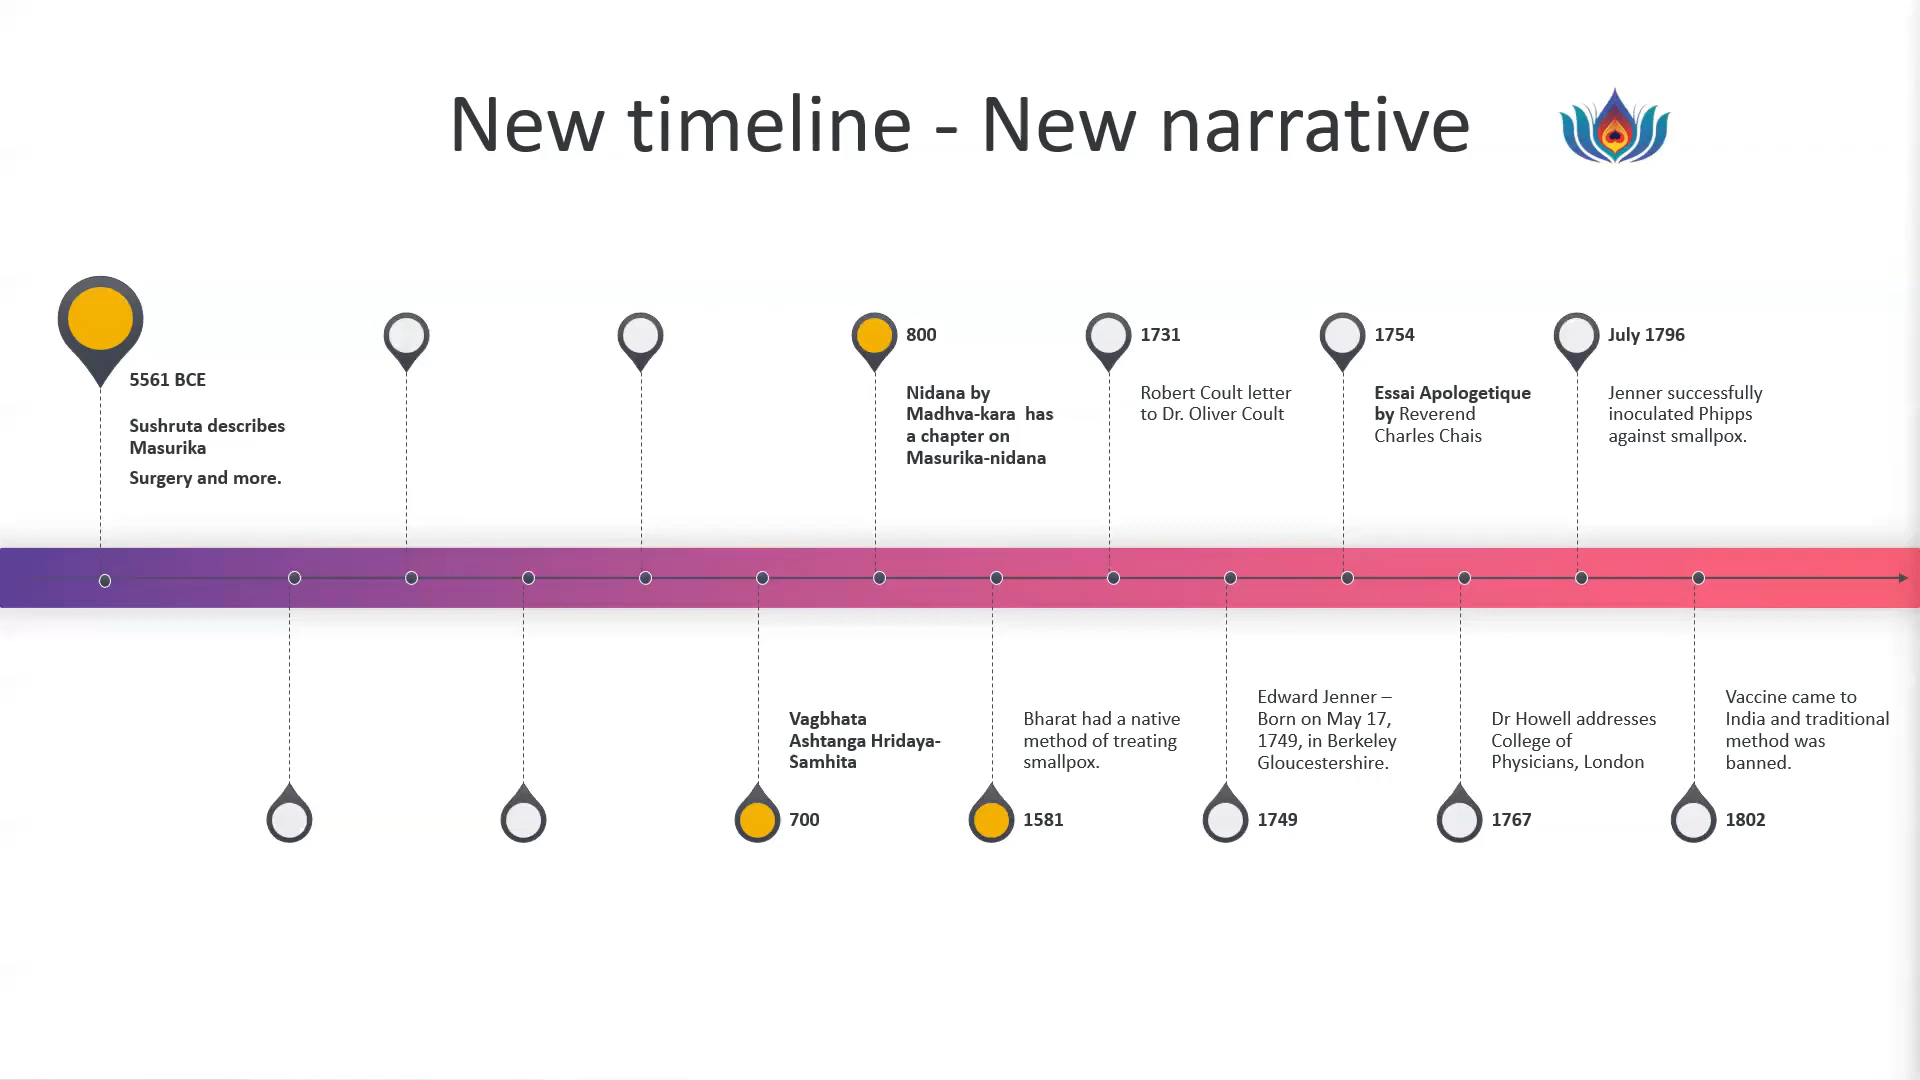 New timeline - New narrative
5561 BCE
Sushruta describes
Masurika
Surgery and more.
800
Nidana by
Madhva-kara  has
a chapter on
Masurika-nidana
1731
Robert Coult letter
to Dr. Oliver Coult
1754
Essai Apologetique
by Reverend
Charles Chais
July 1796
Jenner successfully
inoculated Phipps
against smallpox.
Vagbhata
Ashtanga Hridaya-
Samhita
700
Bharat had a native
method of treating
smallpox.
1581
Edward Jenner –
Born on May 17,
1749, in Berkeley
Gloucestershire.
1749
Dr Howell addresses
College of
Physicians, London
1767
Vaccine came to
India and traditional
method was
banned.
1802